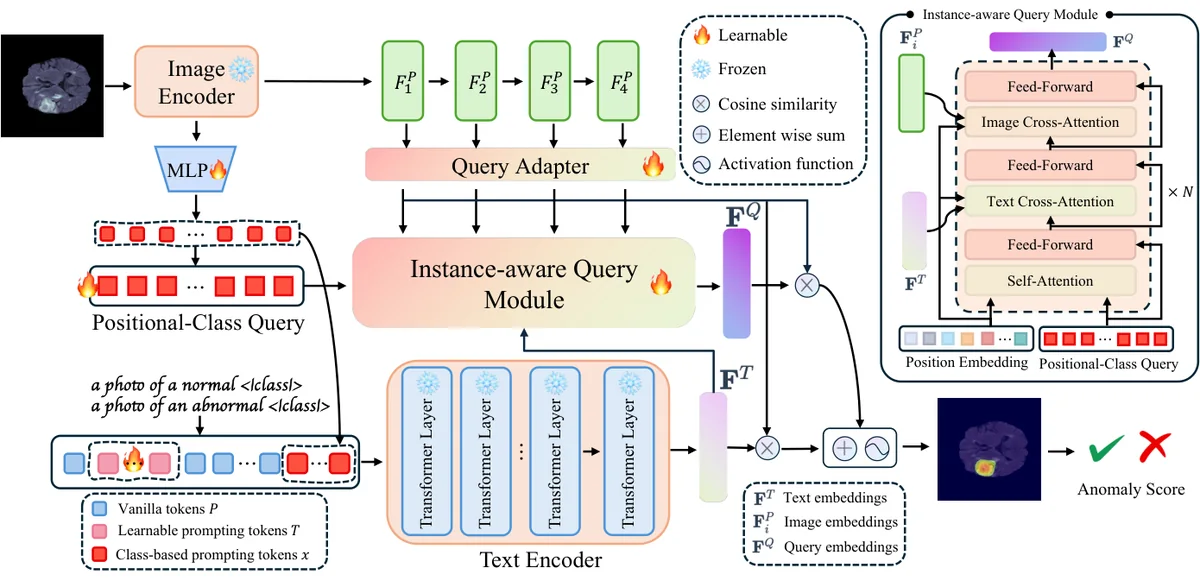 Image
Encoder
MLP
Positional-Class Query
a photo of a normal <|class|>
a photo of an abnormal <|class|>
Vanilla tokens P
Learnable prompting tokens T
Class-based prompting tokens x
F_1^P
F_2^P
F_3^P
F_4^P
Query Adapter
Instance-aware Query
Module
F^Q
Transformer Layer
Transformer Layer
...
Transformer Layer
Transformer Layer
Text Encoder
F^T
Learnable
Frozen
Cosine similarity
Element wise sum
Activation function
F^T Text embeddings
F_i^P Image embeddings
F^Q Query embeddings
Anomaly Score
Instance-aware Query Module
F_i^P
F^Q
Feed-Forward
Image Cross-Attention
Feed-Forward
Text Cross-Attention
× N
Feed-Forward
F^T
Self-Attention
Position Embedding
Positional-Class Query